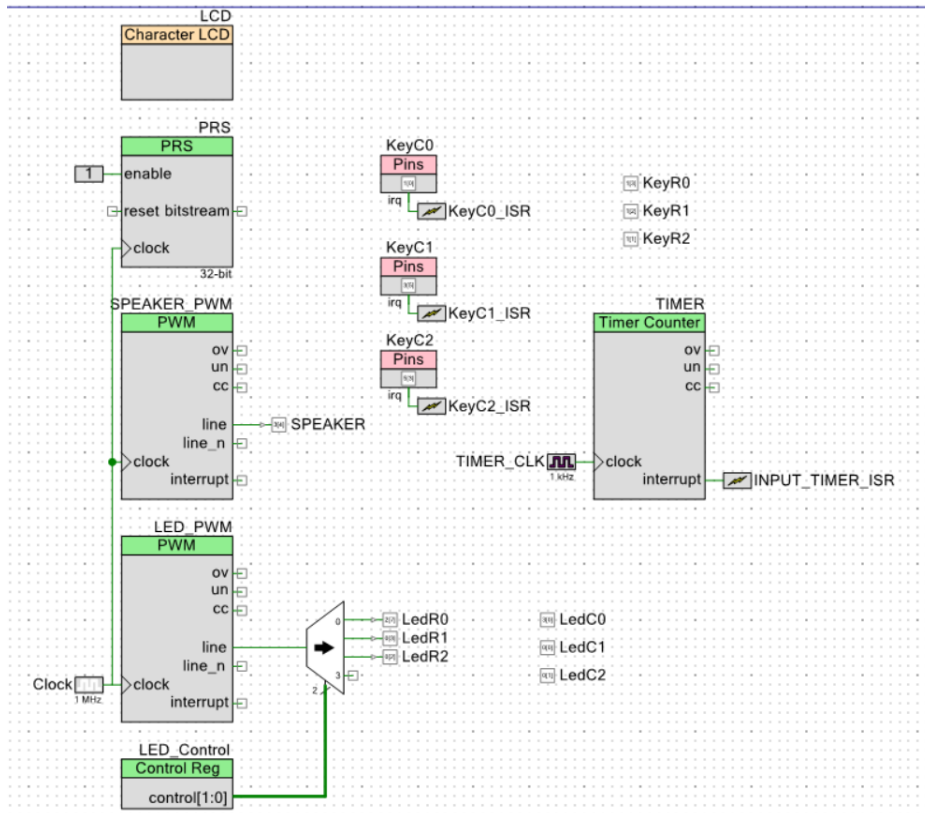 LCD
Character LCD
PRS
PRS
1
enable
reset bitstream
clock
32-bit
SPEAKER_PWM
PWM
ov
un
cc
line
SPEAKER
line_n
clock
interrupt
LED_PWM
PWM
ov
un
cc
line
line_n
Clock
1 MHz
clock
interrupt
LED_Control
Control Reg
control[1:0]
0
3
2
LedR0
LedR1
LedR2
KeyC0
Pins
irq
KeyC0_ISR
KeyC1
Pins
irq
KeyC1_ISR
KeyC2
Pins
irq
KeyC2_ISR
KeyR0
KeyR1
KeyR2
TIMER
Timer Counter
ov
un
cc
TIMER_CLK
1 kHz
clock
interrupt
INPUT_TIMER_ISR
LedC0
LedC1
LedC2